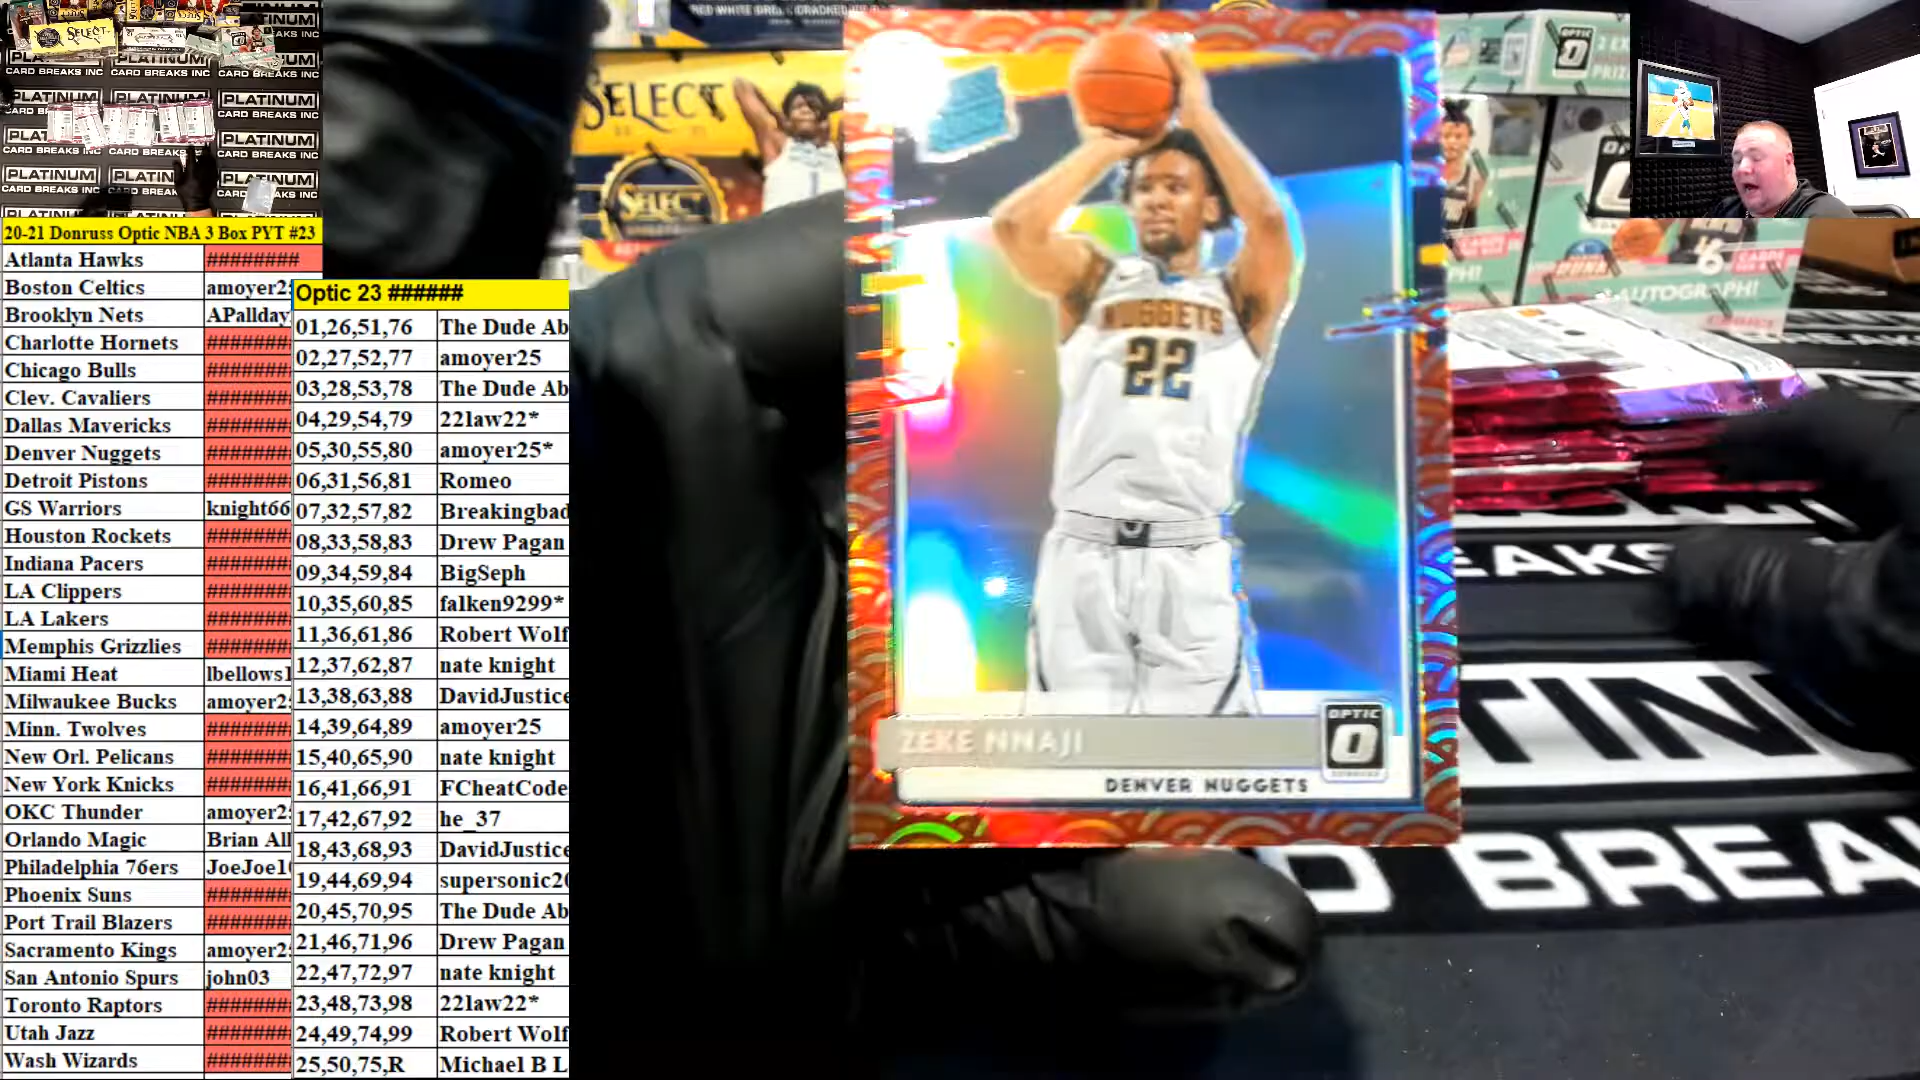 RED WHITE
PLATINUM
CARD BREAKS INC
SELECT
SELECT
OPTIC
AUTOGRAPH!
20-21 Donruss Optic NBA 3 Box PYT #23
Atlanta Hawks ########
Boston Celtics amoyer2
Brooklyn Nets APallday
Charlotte Hornets #######
Chicago Bulls #######
Clev. Cavaliers #######
Dallas Mavericks #######
Denver Nuggets #######
Detroit Pistons #######
GS Warriors knight66
Houston Rockets #######
Indiana Pacers #######
LA Clippers #######
LA Lakers #######
Memphis Grizzlies #######
Miami Heat lbellows1
Milwaukee Bucks amoyer2
Minn. Twolves #######
New Orl. Pelicans #######
New York Knicks #######
OKC Thunder amoyer2
Orlando Magic Brian All
Philadelphia 76ers JoeJoe1
Phoenix Suns #######
Port Trail Blazers #######
Sacramento Kings amoyer2
San Antonio Spurs john03
Toronto Raptors #######
Utah Jazz #######
Wash Wizards #######
Optic 23 ######
01,26,51,76 The Dude Ab
02,27,52,77 amoyer25
03,28,53,78 The Dude Ab
04,29,54,79 22law22*
05,30,55,80 amoyer25*
06,31,56,81 Romeo
07,32,57,82 Breakingbad
08,33,58,83 Drew Pagan
09,34,59,84 BigSeph
10,35,60,85 falken9299*
11,36,61,86 Robert Wolf
12,37,62,87 nate knight
13,38,63,88 DavidJustice
14,39,64,89 amoyer25
15,40,65,90 nate knight
16,41,66,91 FCheatCode
17,42,67,92 he_37
18,43,68,93 DavidJustice
19,44,69,94 supersonic20
20,45,70,95 The Dude Ab
21,46,71,96 Drew Pagan
22,47,72,97 nate knight
23,48,73,98 22law22*
24,49,74,99 Robert Wolf
25,50,75,R Michael B L
NUGGETS
22
ZEKE NNAJI
DENVER NUGGETS
OPTIC
EAKS
TIN
D BREA